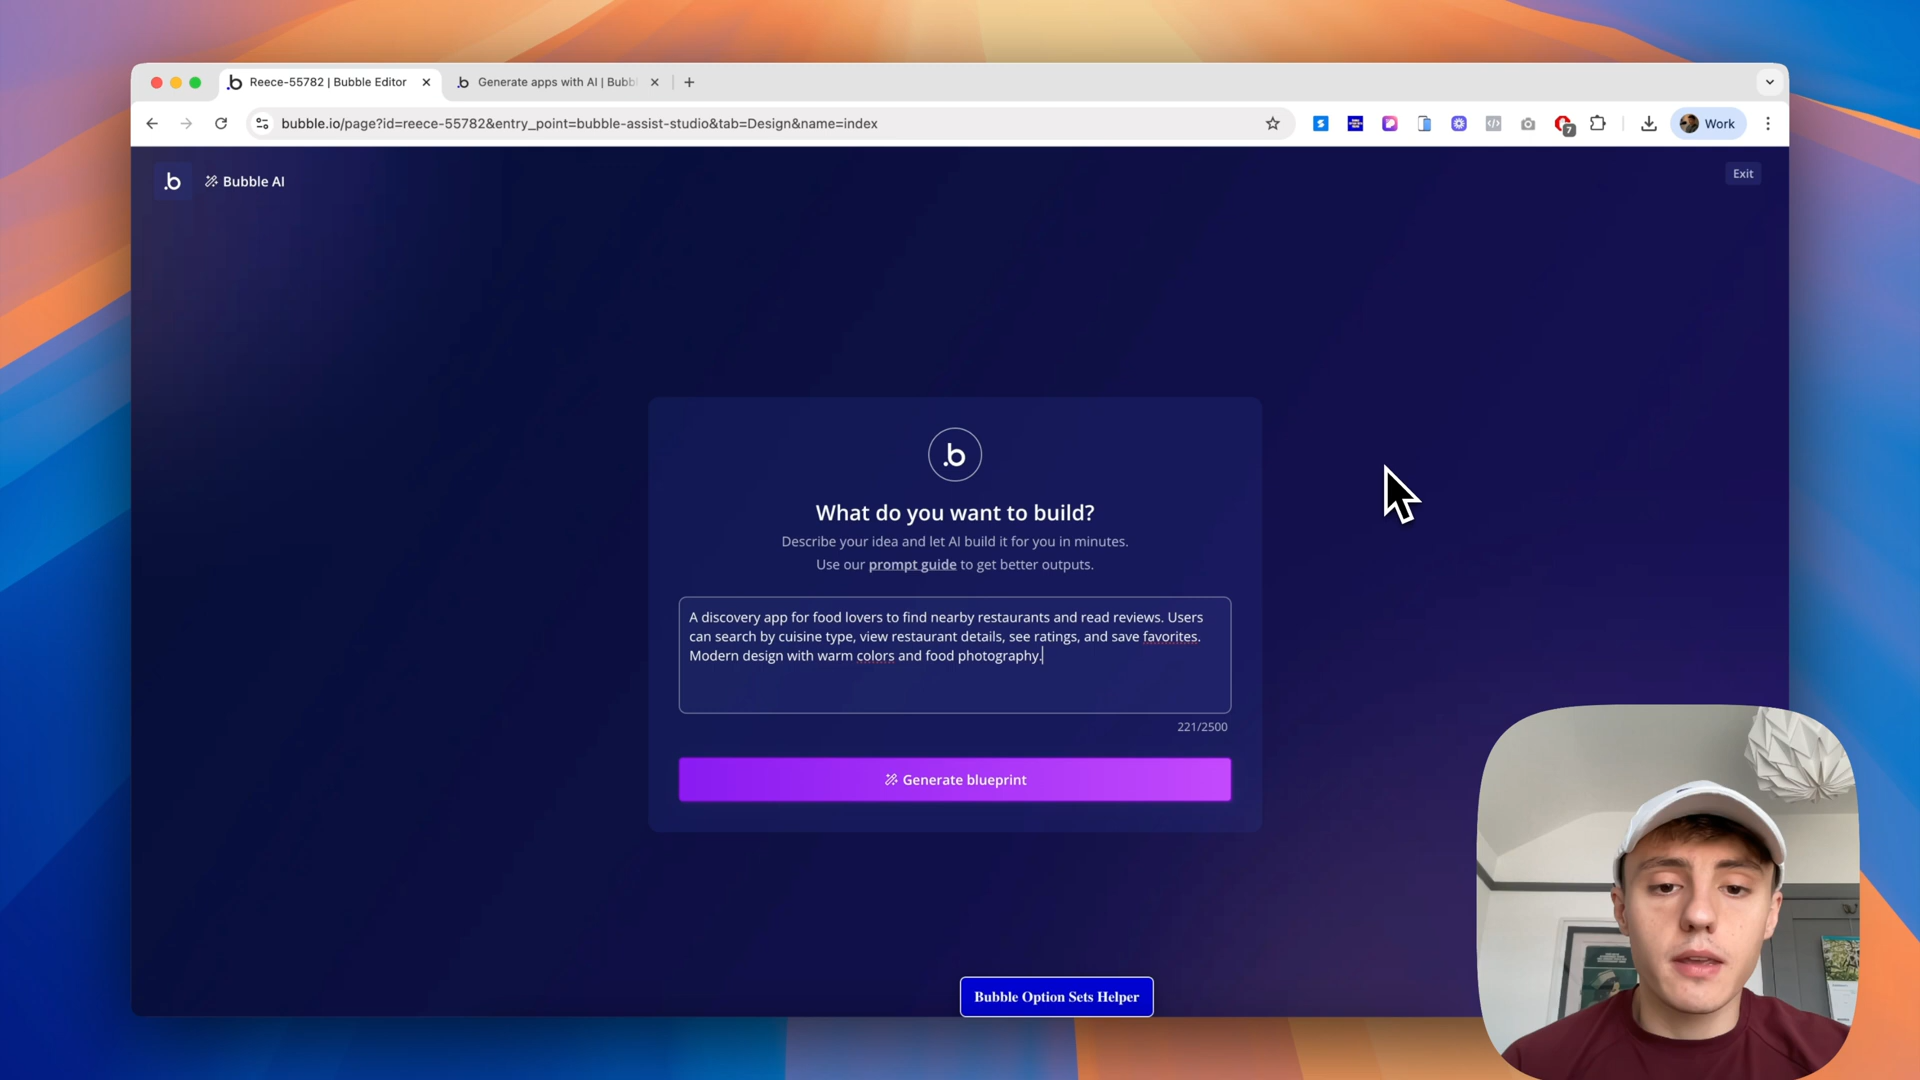 Reece-55782 | Bubble Editor
Generate apps with AI | Bubbl
bubble.io/page?id=reece-55782&entry_point=bubble-assist-studio&tab=Design&name=index
7
Work
.b
Bubble AI
Exit
.b
What do you want to build?
Describe your idea and let AI build it for you in minutes.
Use our prompt guide to get better outputs.
A discovery app for food lovers to find nearby restaurants and read reviews. Users
can search by cuisine type, view restaurant details, see ratings, and save favorites.
Modern design with warm colors and food photography.
221/2500
Generate blueprint
Bubble Option Sets Helper